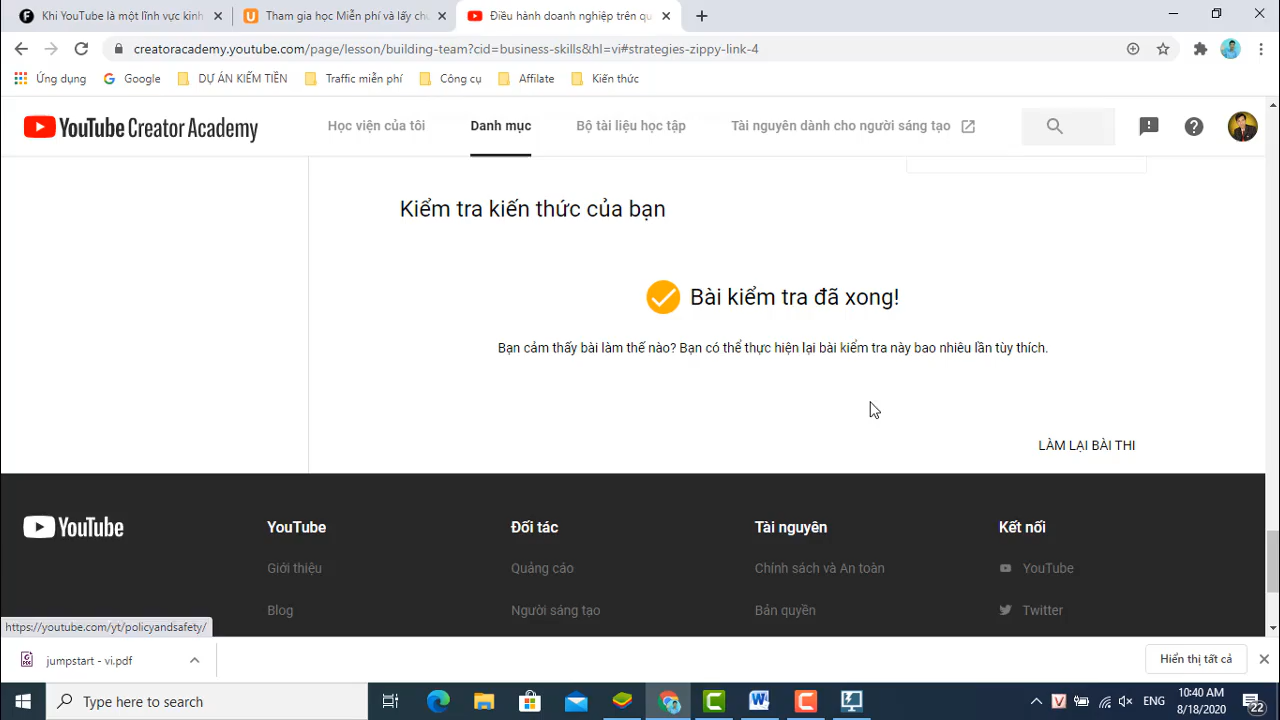 Khi YouTube là một lĩnh vực kinh
Tham gia học Miễn phí và lấy chu
Điều hành doanh nghiệp trên qu
creatoracademy.youtube.com/page/lesson/building-team?cid=business-skills&hl=vi#strategies-zippy-link-4
Ứng dụng
Google
DỰ ÁN KIẾM TIỀN
Traffic miễn phí
Công cụ
Affilate
Kiến thức
YouTube Creator Academy
Học viện của tôi
Danh mục
Bộ tài liệu học tập
Tài nguyên dành cho người sáng tạo
Kiểm tra kiến thức của bạn
Bài kiểm tra đã xong!
Bạn cảm thấy bài làm thế nào? Bạn có thể thực hiện lại bài kiểm tra này bao nhiêu lần tùy thích.
LÀM LẠI BÀI THI
YouTube
YouTube
Đối tác
Tài nguyên
Kết nối
Giới thiệu
Quảng cáo
Chính sách và An toàn
YouTube
Blog
Người sáng tạo
Bản quyền
Twitter
https://youtube.com/yt/policyandsafety/
jumpstart - vi.pdf
Hiển thị tất cả
Type here to search
ENG
10:40 AM
8/18/2020
22